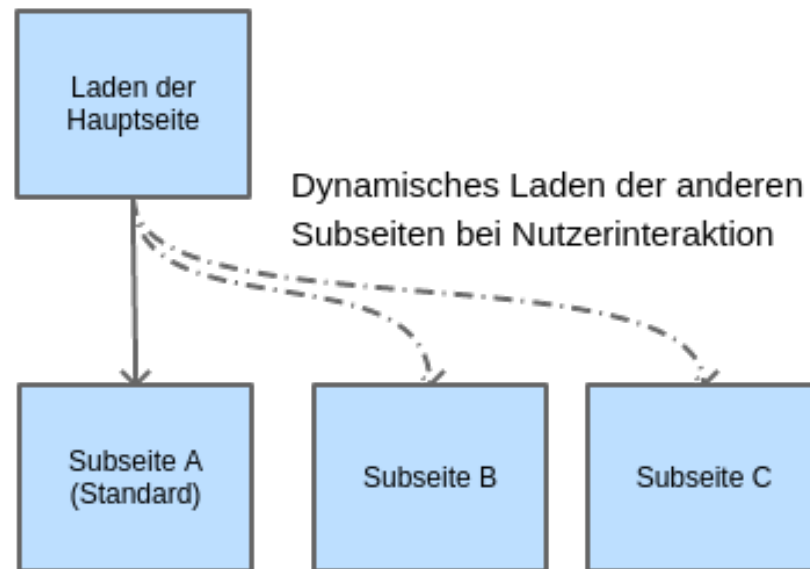 Laden der
Hauptseite
Dynamisches Laden der anderen
Subseiten bei Nutzerinteraktion
Subseite A
(Standard)
Subseite B
Subseite C